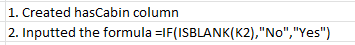 1. Created hasCabin column
2. Inputted the formula =IF(ISBLANK(K2),"No","Yes")